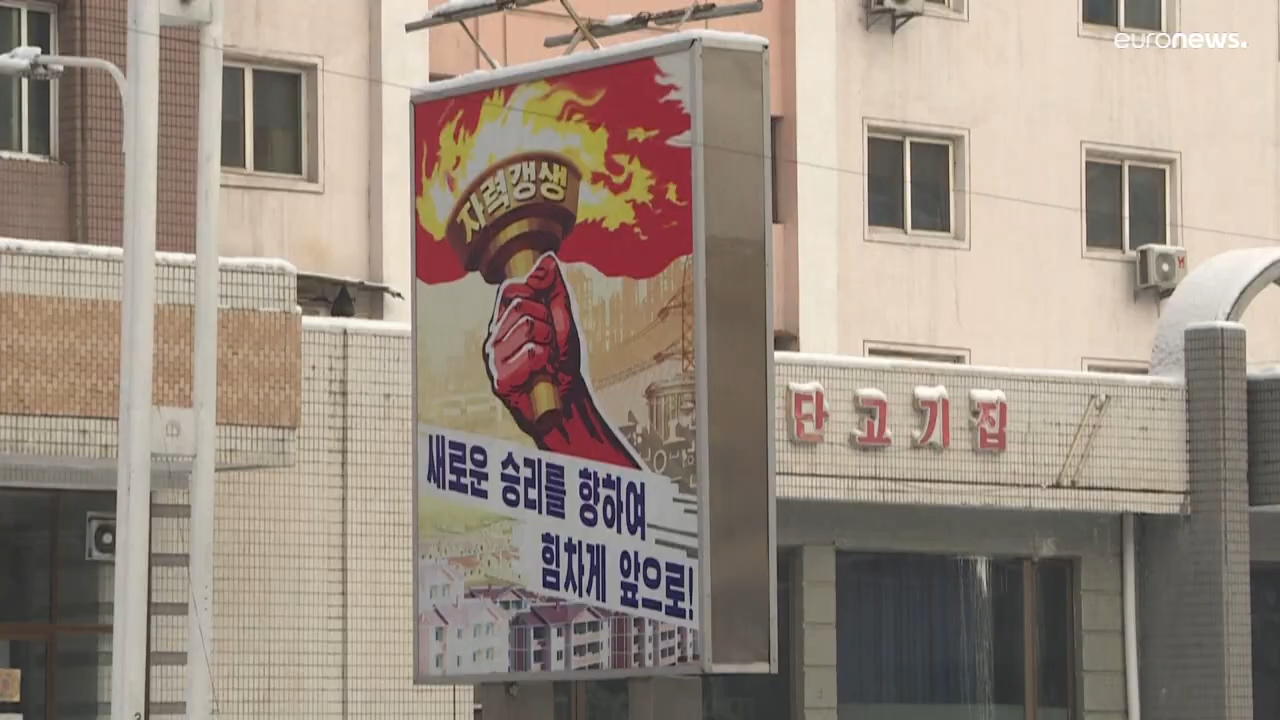 euronews.
자력갱생
새로운 승리를 향하여
힘차게 앞으로!
단고기집